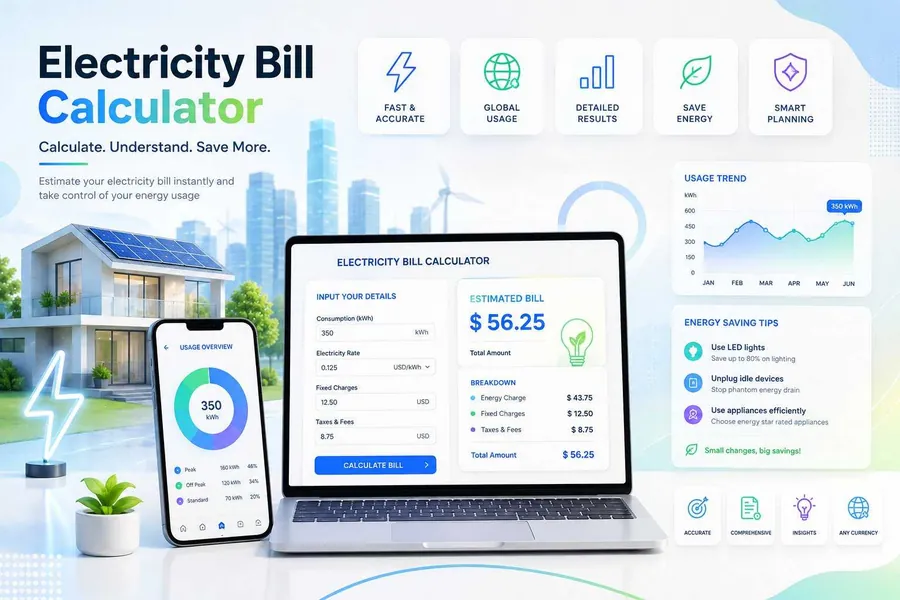 Electricity Bill
Calculator
Calculate. Understand. Save More.
Estimate your electricity bill instantly and
take control of your energy usage
FAST &
ACCURATE
GLOBAL
USAGE
DETAILED
RESULTS
SAVE
ENERGY
SMART
PLANNING
USAGE TREND
kWh
350 kWh
600
450
300
150
0
JAN FEB MAR APR MAY JUN
ENERGY SAVING TIPS
Use LED lights
Save up to 80% on lighting
Unplug idle devices
Stop phantom energy drain
Use appliances efficiently
Choose energy star rated appliances
Small changes, big savings!
ACCURATE
COMPREHENSIVE
INSIGHTS
ANY CURRENCY
USAGE OVERVIEW
350
kWh
Peak 160 kWh 46%
Off Peak 120 kWh 34%
Standard 70 kWh 20%
ELECTRICITY BILL CALCULATOR
INPUT YOUR DETAILS
Consumption (kWh)
350 kWh
Electricity Rate
0.125 USD/kWh
Fixed Charges
12.50 USD
Taxes & Fees
8.75 USD
CALCULATE BILL
ESTIMATED BILL
$ 56.25
Total Amount
BREAKDOWN
Energy Charge $ 43.75
Fixed Charges $ 12.50
Taxes & Fees $ 8.75
Total Amount $ 56.25